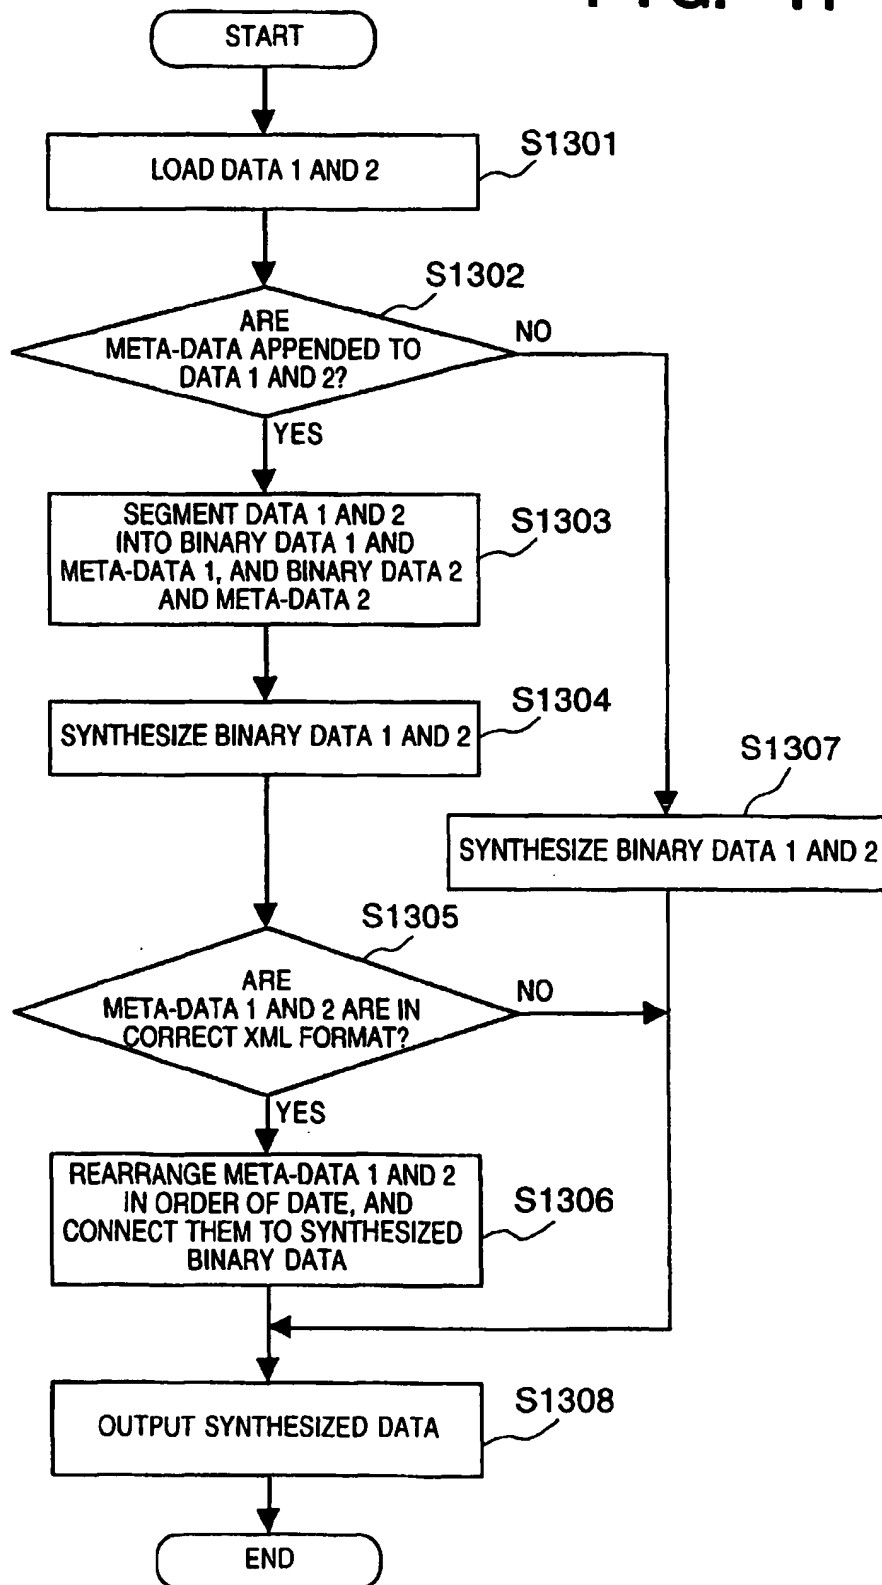 START
S1301
LOAD DATA 1 AND 2
S1302
ARE
META-DATA APPENDED TO
DATA 1 AND 2?
NO
YES
SEGMENT DATA 1 AND 2
INTO BINARY DATA 1 AND
META-DATA 1, AND BINARY DATA 2
AND META-DATA 2
S1303
S1304
SYNTHESIZE BINARY DATA 1 AND 2
S1307
SYNTHESIZE BINARY DATA 1 AND 2
S1305
ARE
META-DATA 1 AND 2 ARE IN
CORRECT XML FORMAT?
NO
YES
REARRANGE META-DATA 1 AND 2
IN ORDER OF DATE, AND
CONNECT THEM TO SYNTHESIZED
BINARY DATA
S1306
S1308
OUTPUT SYNTHESIZED DATA
END